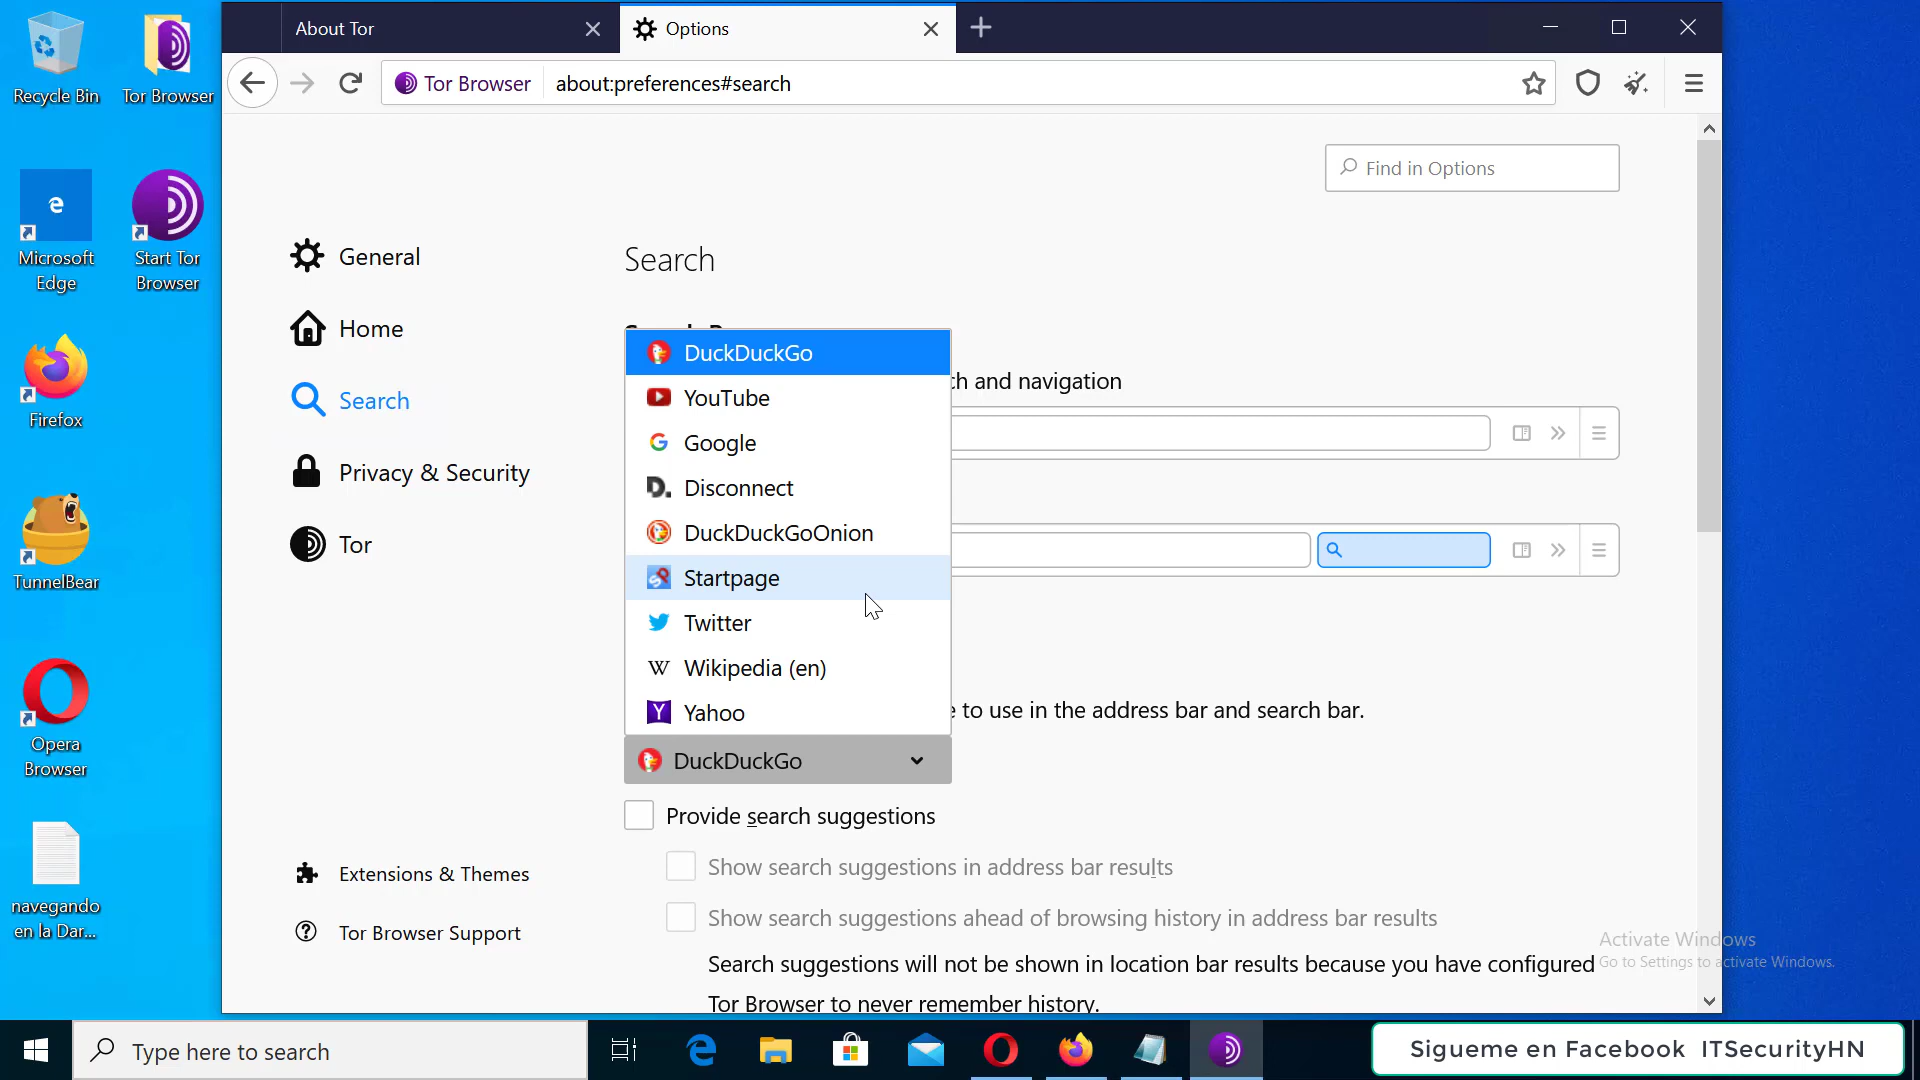 Recycle Bin
Tor Browser
Microsoft
Edge
Start Tor
Browser
Firefox
TunnelBear
Opera
Browser
navegando
en la Dar...
About Tor
Options
Tor Browser
about:preferences#search
Find in Options
General
Home
Search
Privacy & Security
Tor
Extensions & Themes
Tor Browser Support
Search
ch and navigation
DuckDuckGo
YouTube
Google
Disconnect
DuckDuckGoOnion
Startpage
Twitter
Wikipedia (en)
Yahoo
e to use in the address bar and search bar.
DuckDuckGo
Provide search suggestions
Show search suggestions in address bar results
Show search suggestions ahead of browsing history in address bar results
Search suggestions will not be shown in location bar results because you have configured
Tor Browser to never remember history.
Activate Windows
Go to Settings to activate Windows.
Type here to search
Sigueme en Facebook ITSecurityHN